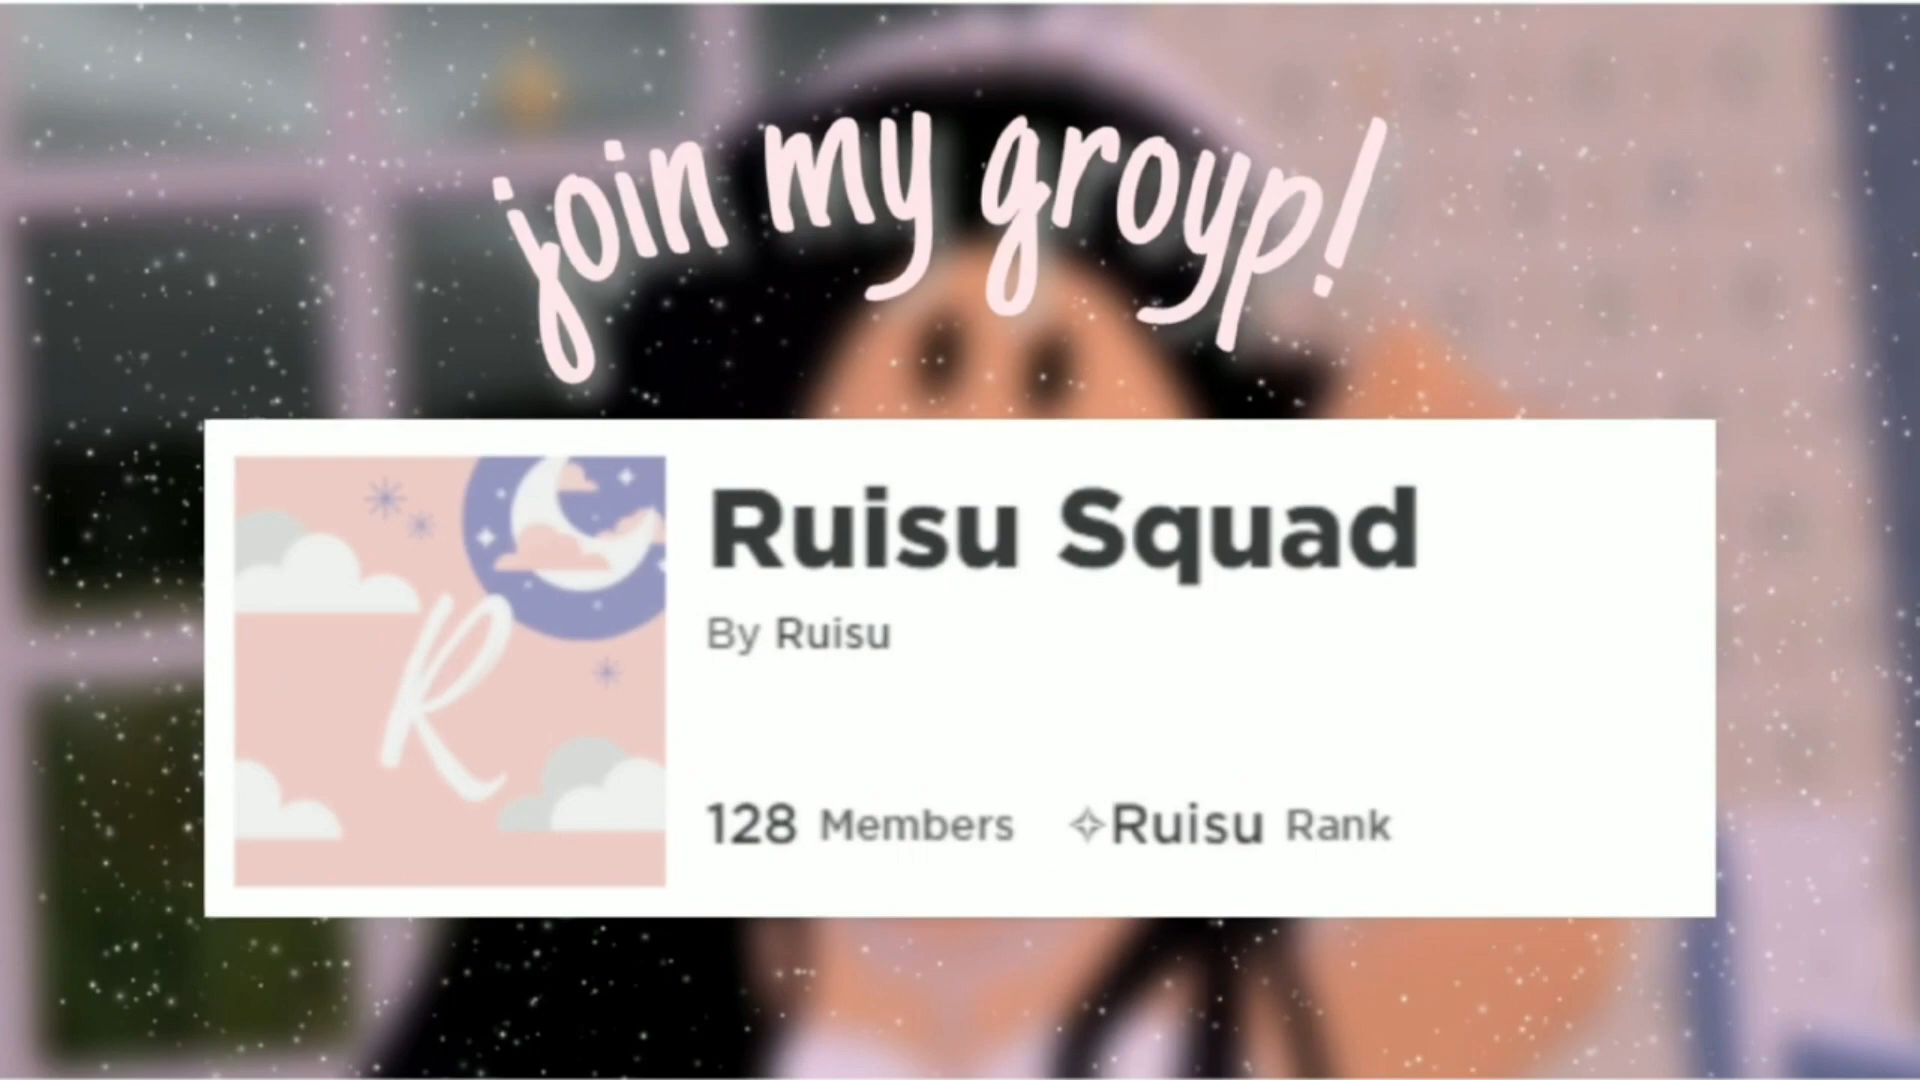 join my groyp!
R
Ruisu Squad
By Ruisu
128 Members ✧Ruisu Rank